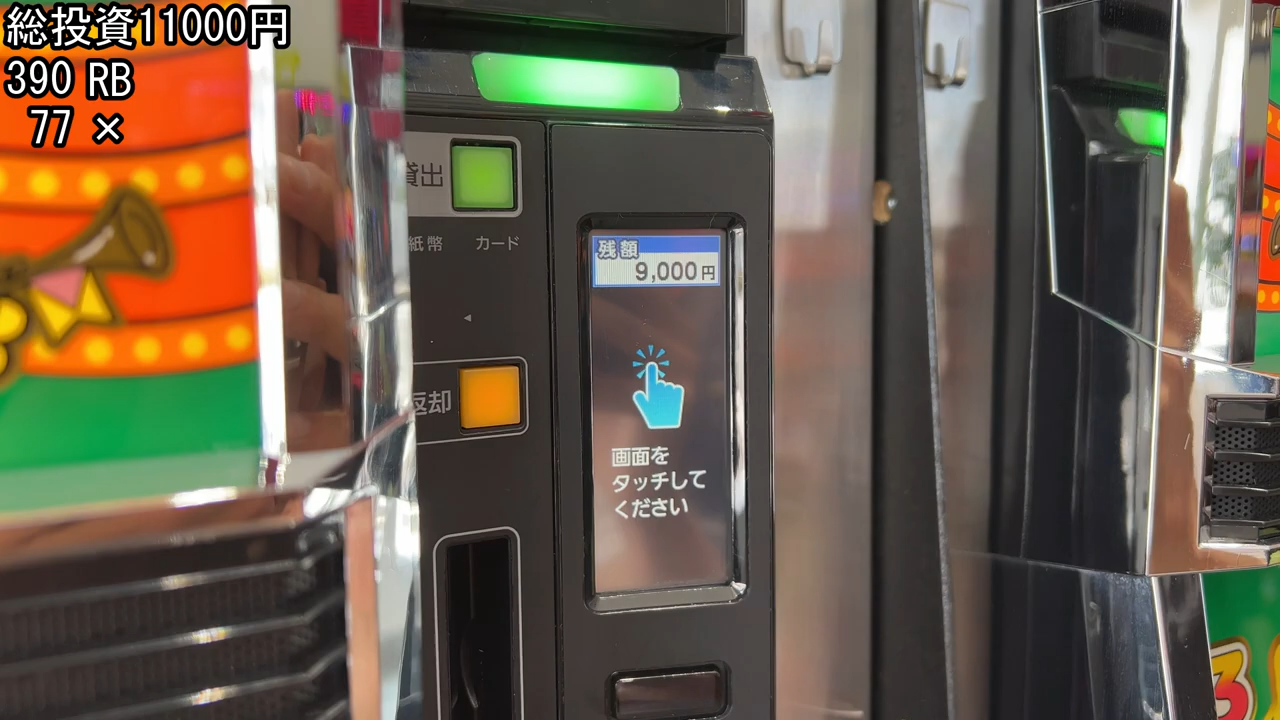 総投資11000円
390 RB
77 ×
貸出
紙幣 カード
残額
9,000円
返却
画面を
タッチして
ください
3